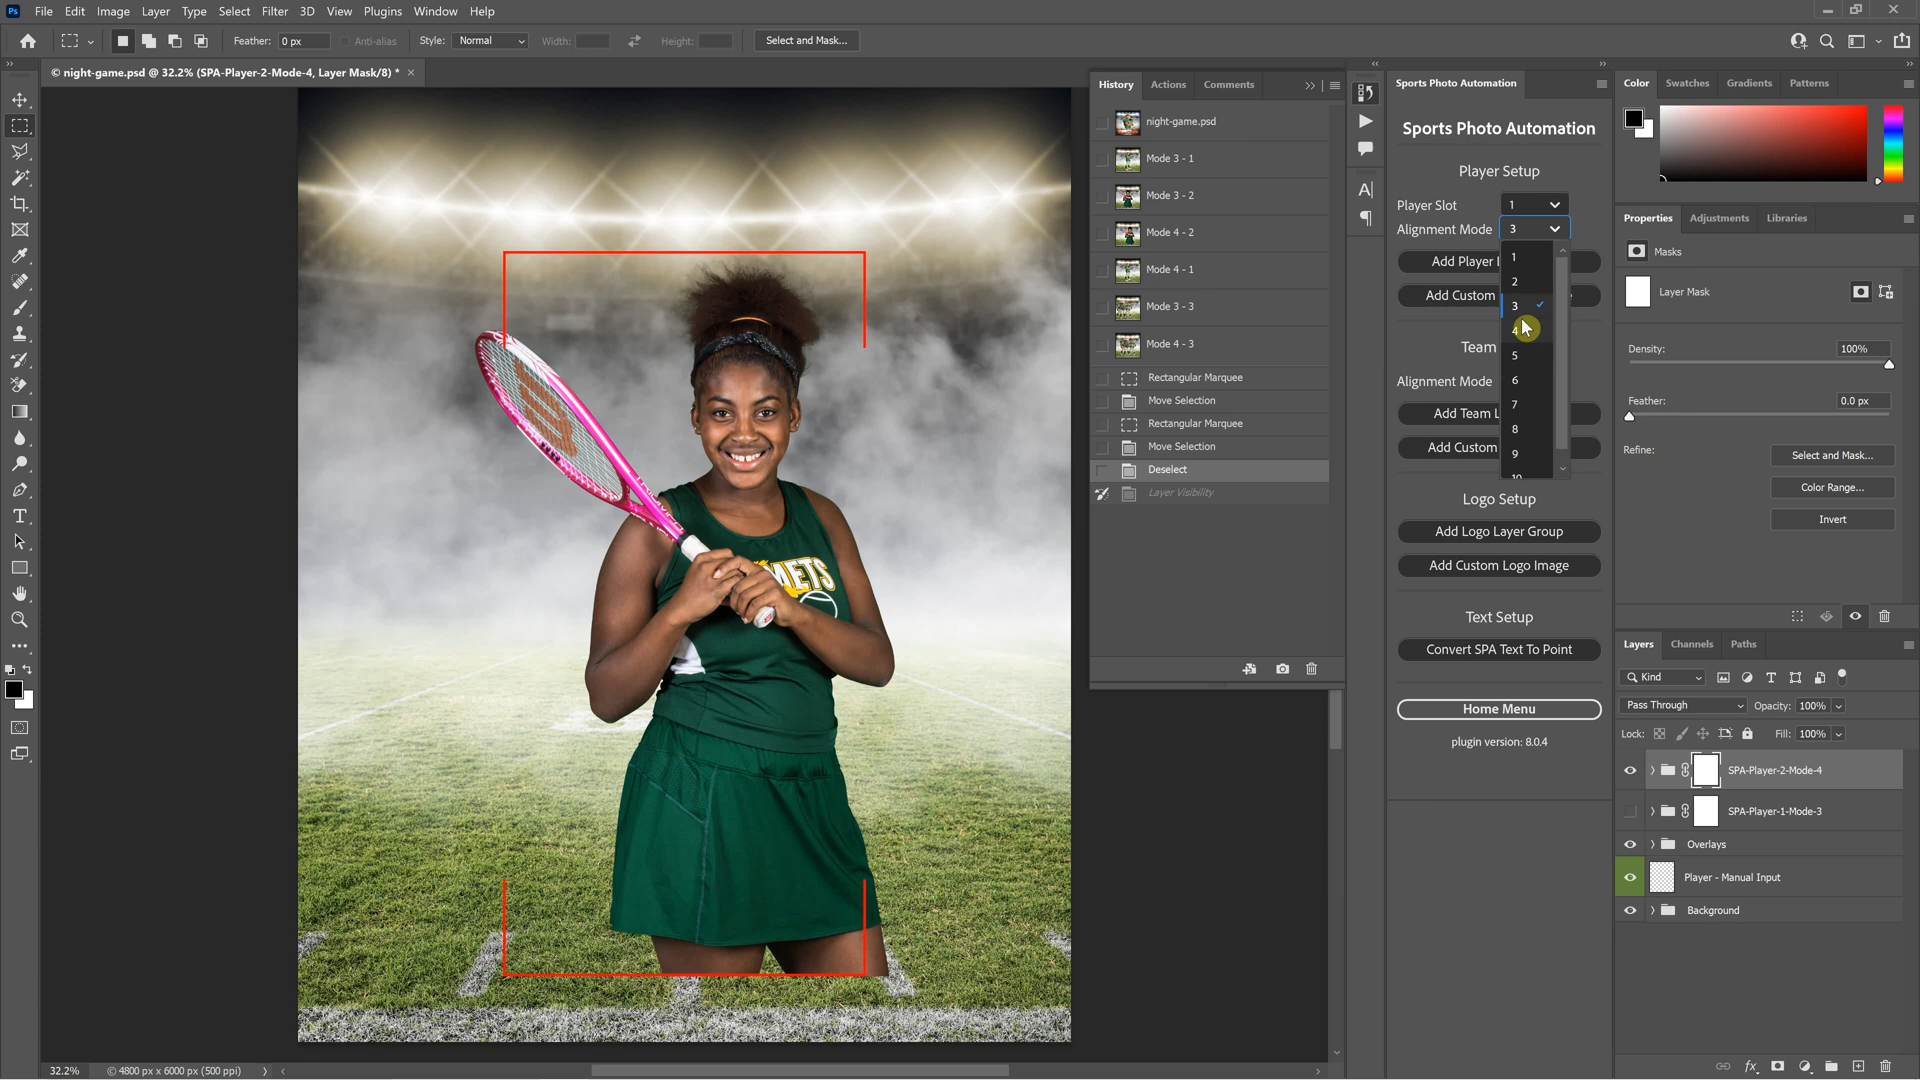 File Edit Image Layer Type Select Filter 3D View Plugins Window Help
Feather: 0 px Anti-alias Style: Normal Width: Height: Select and Mask...
© night-game.psd @ 32.2% (SPA-Player-2-Mode-4, Layer Mask/8) *
History Actions Comments
night-game.psd
Mode 3 - 1
Mode 3 - 2
Mode 4 - 2
Mode 4 - 1
Mode 3 - 3
Mode 4 - 3
Rectangular Marquee
Move Selection
Rectangular Marquee
Move Selection
Deselect
Layer Visibility
Sports Photo Automation
Sports Photo Automation
Player Setup
Player Slot 1
Alignment Mode 3
Add Player
Add Custom
1
2
3
4
5
6
7
8
9
10
Team
Alignment Mode
Add Team
Add Custom
Logo Setup
Add Logo Layer Group
Add Custom Logo Image
Text Setup
Convert SPA Text To Point
Home Menu
plugin version: 8.0.4
Color Swatches Gradients Patterns
Properties Adjustments Libraries
Masks
Layer Mask
Density: 100%
Feather: 0.0 px
Refine: Select and Mask...
Color Range...
Invert
Layers Channels Paths
Kind
Pass Through Opacity: 100%
Lock: Fill: 100%
SPA-Player-2-Mode-4
SPA-Player-1-Mode-3
Overlays
Player - Manual Input
Background
32.2% © 4800 px x 6000 px (500 ppi)